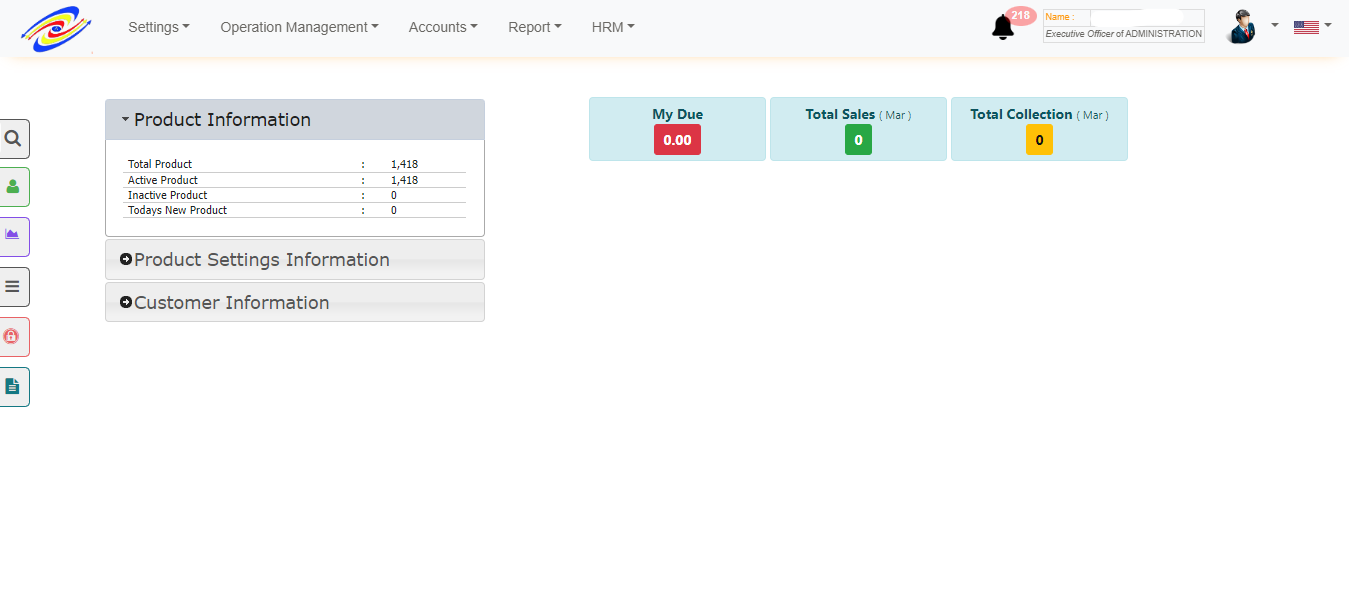 Settings Operation Management Accounts Report HRM
218
Name :
Executive Officer of ADMINISTRATION
Product Information
Total Product : 1,418
Active Product : 1,418
Inactive Product : 0
Todays New Product : 0
Product Settings Information
Customer Information
My Due
0.00
Total Sales ( Mar )
0
Total Collection ( Mar )
0